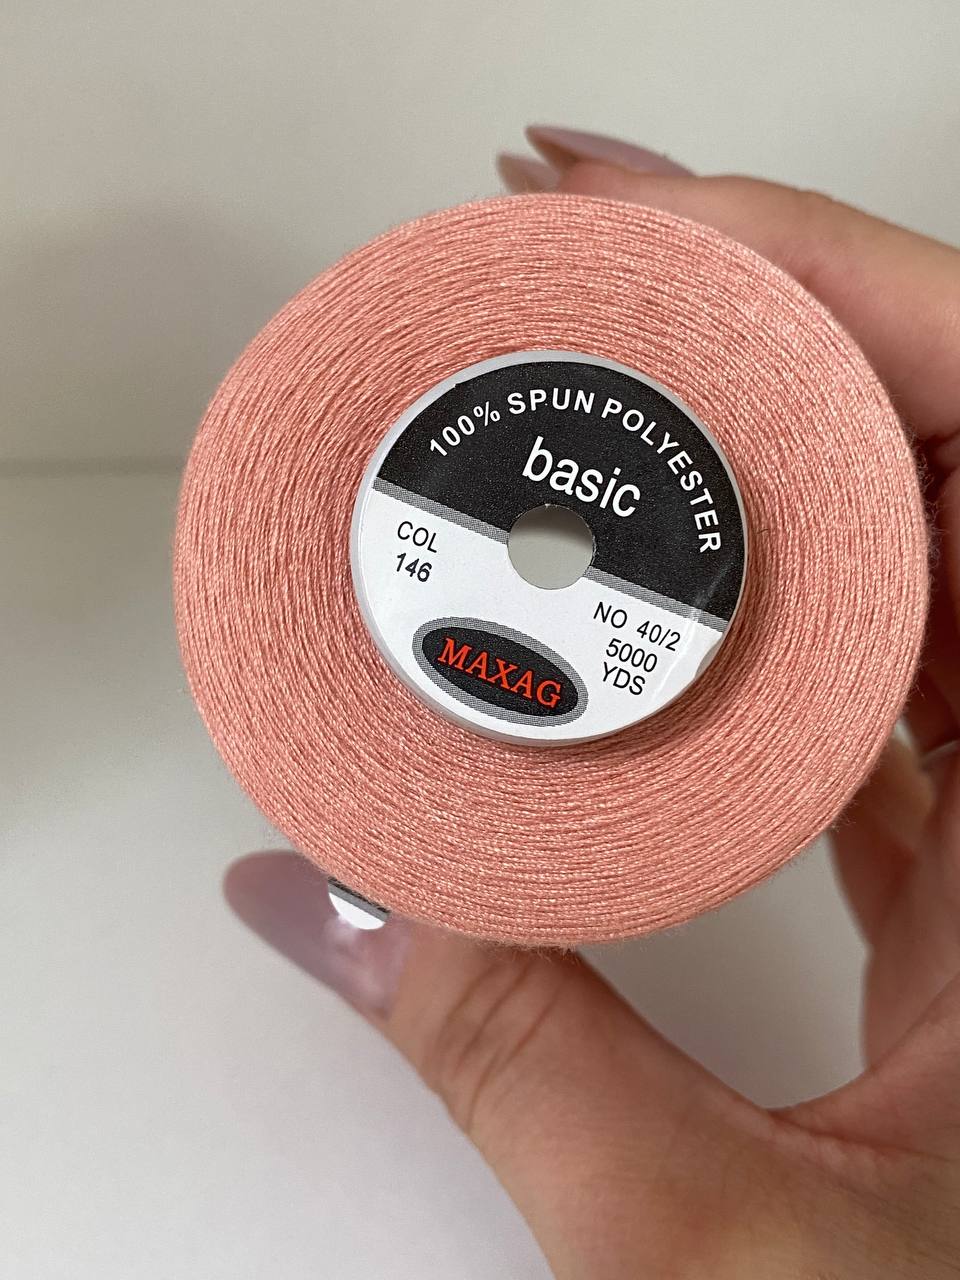 100% SPUN POLYESTER
basic
COL
146
NO 40/2
5000
YDS
MAXAG